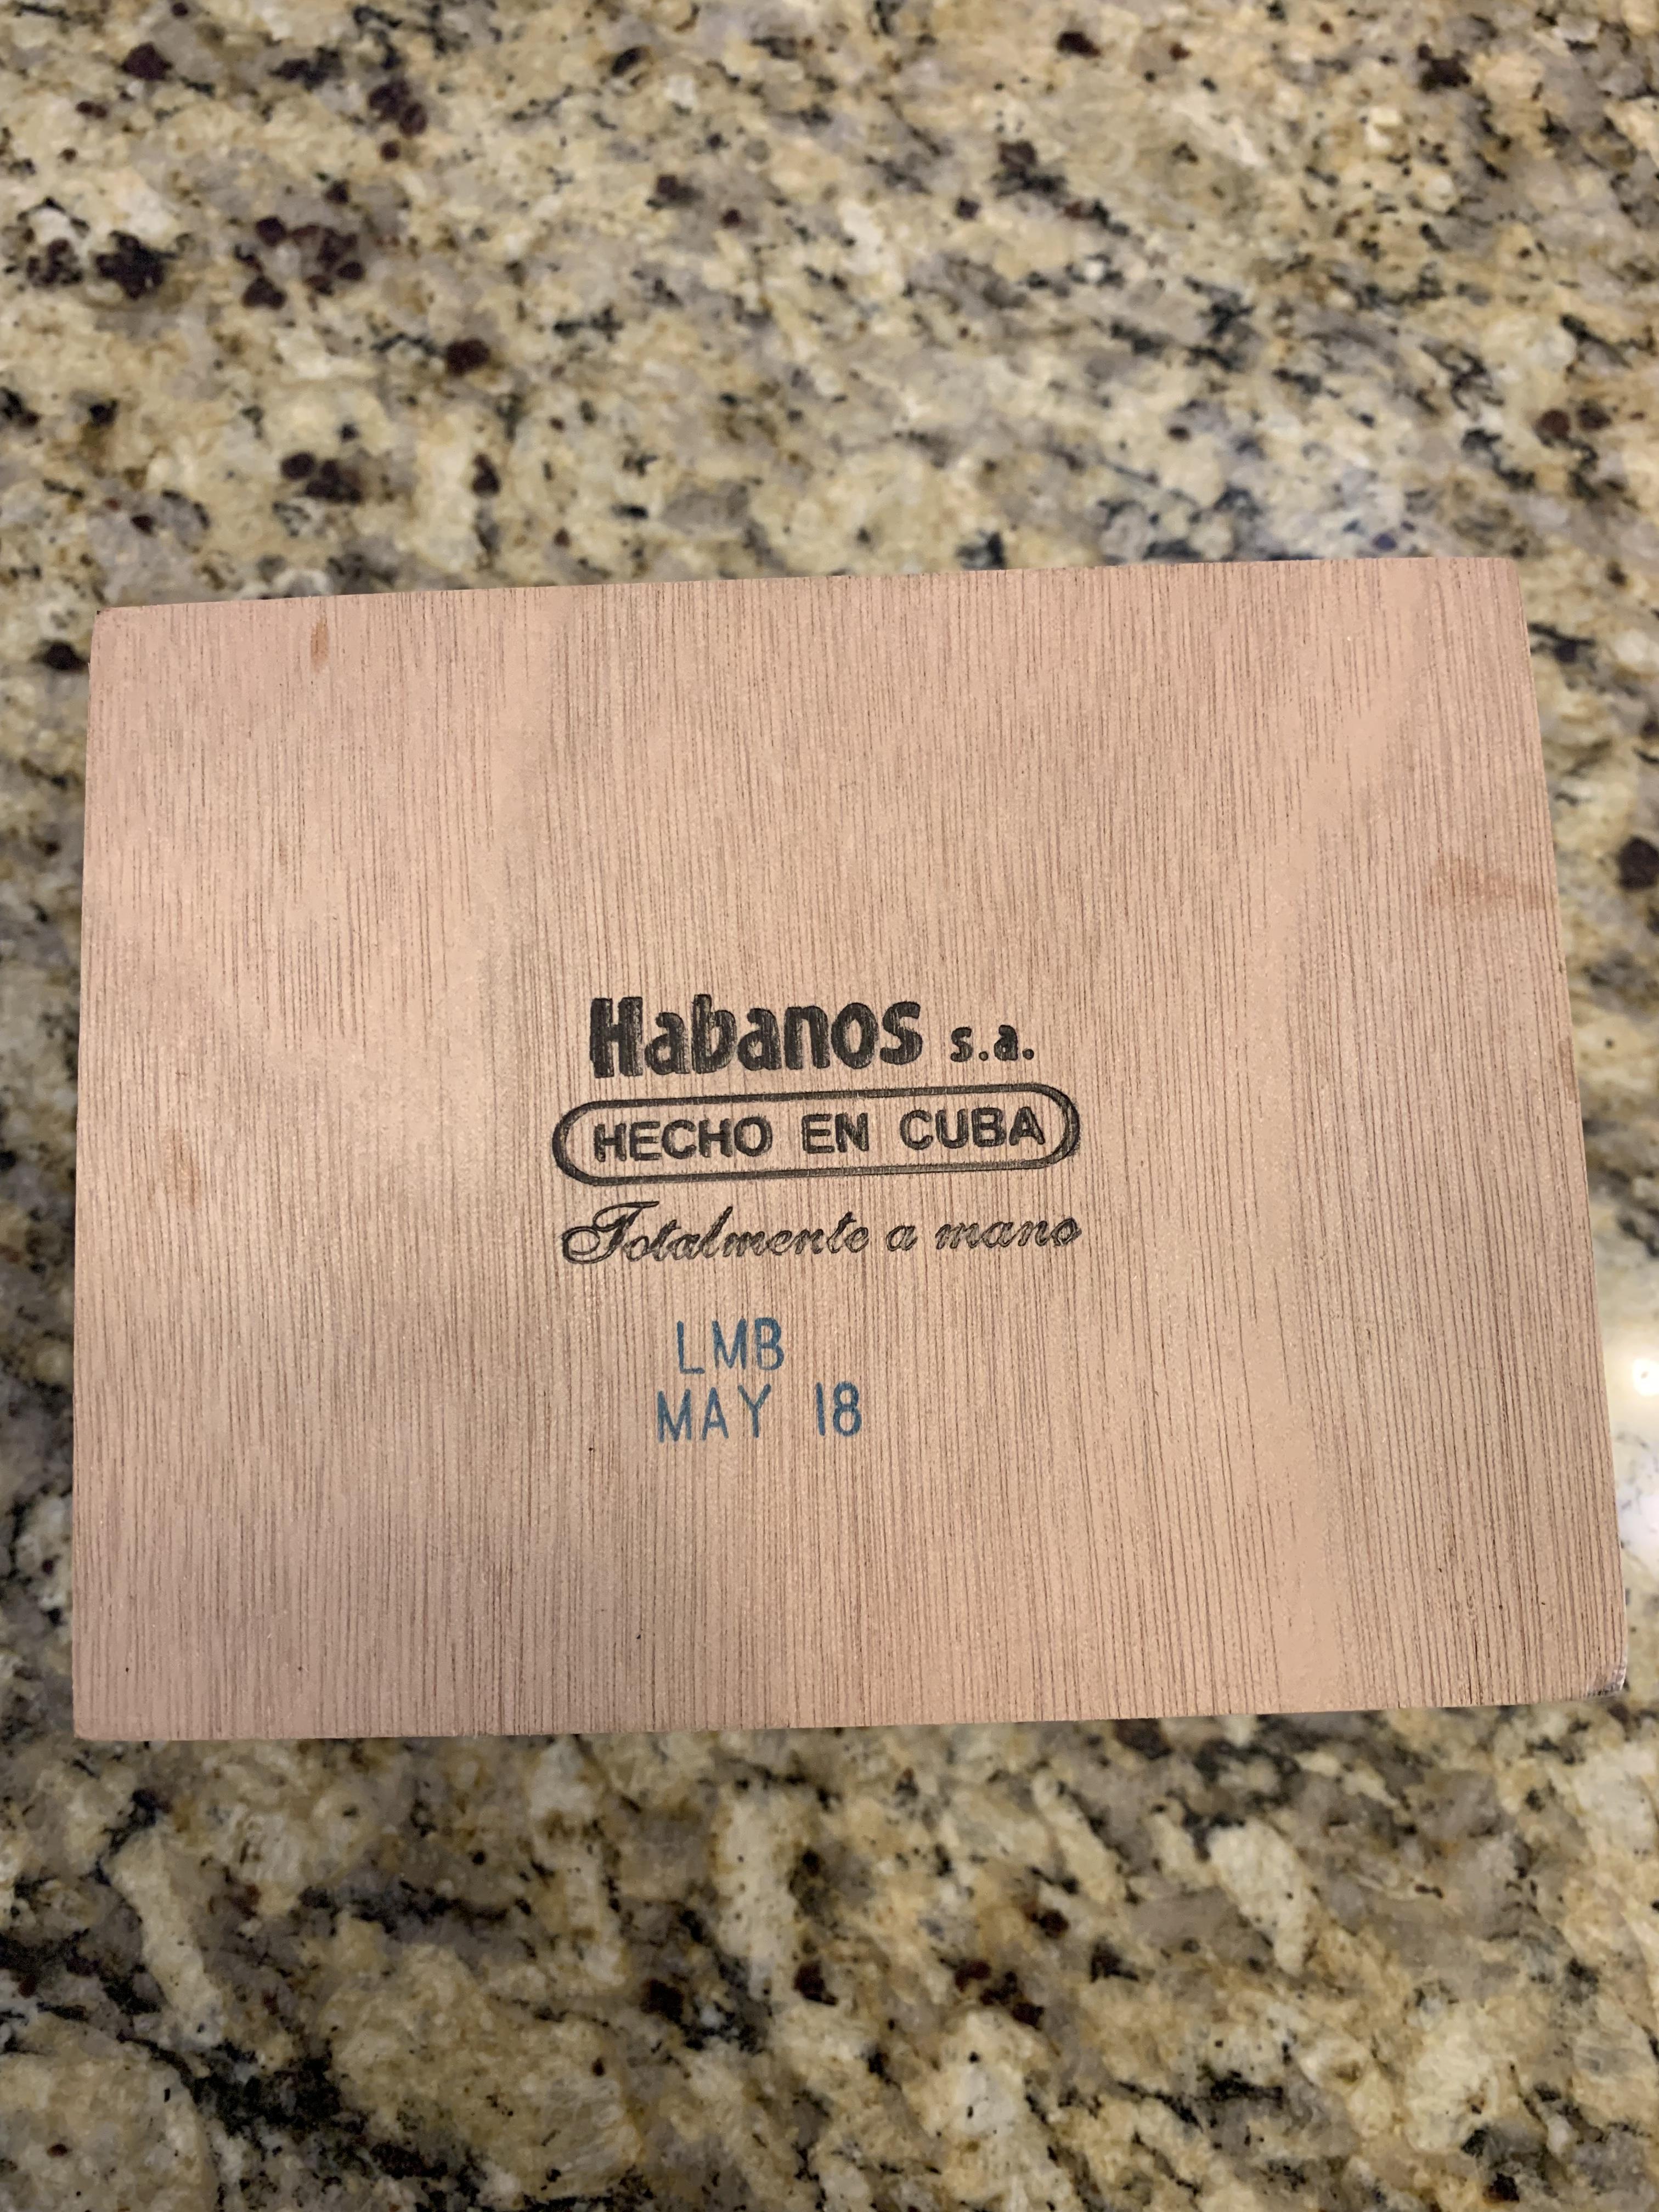 Habanos s.a.
HECHO EN CUBA
Totalmente a mano
LMB
MAY 18